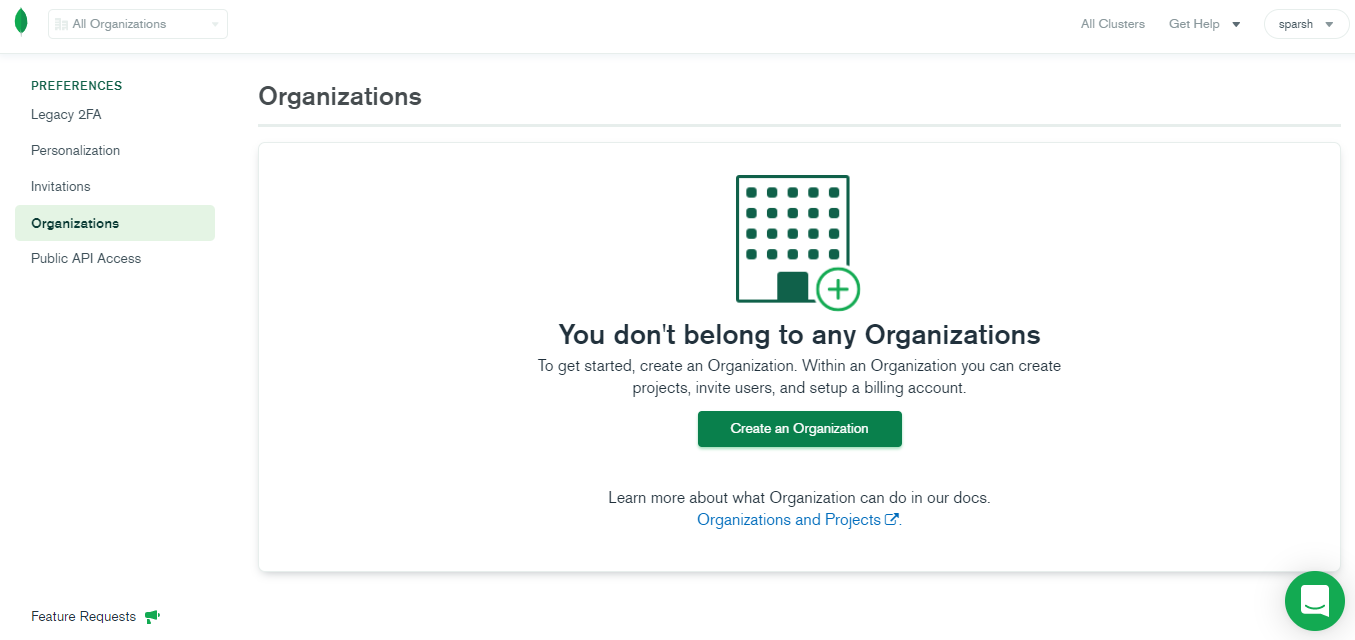 All Organizations
All Clusters
Get Help
sparsh
PREFERENCES
Legacy 2FA
Personalization
Invitations
Organizations
Public API Access
Feature Requests
Organizations
You don't belong to any Organizations
To get started, create an Organization. Within an Organization you can create
projects, invite users, and setup a billing account.
Create an Organization
Learn more about what Organization can do in our docs.
Organizations and Projects.